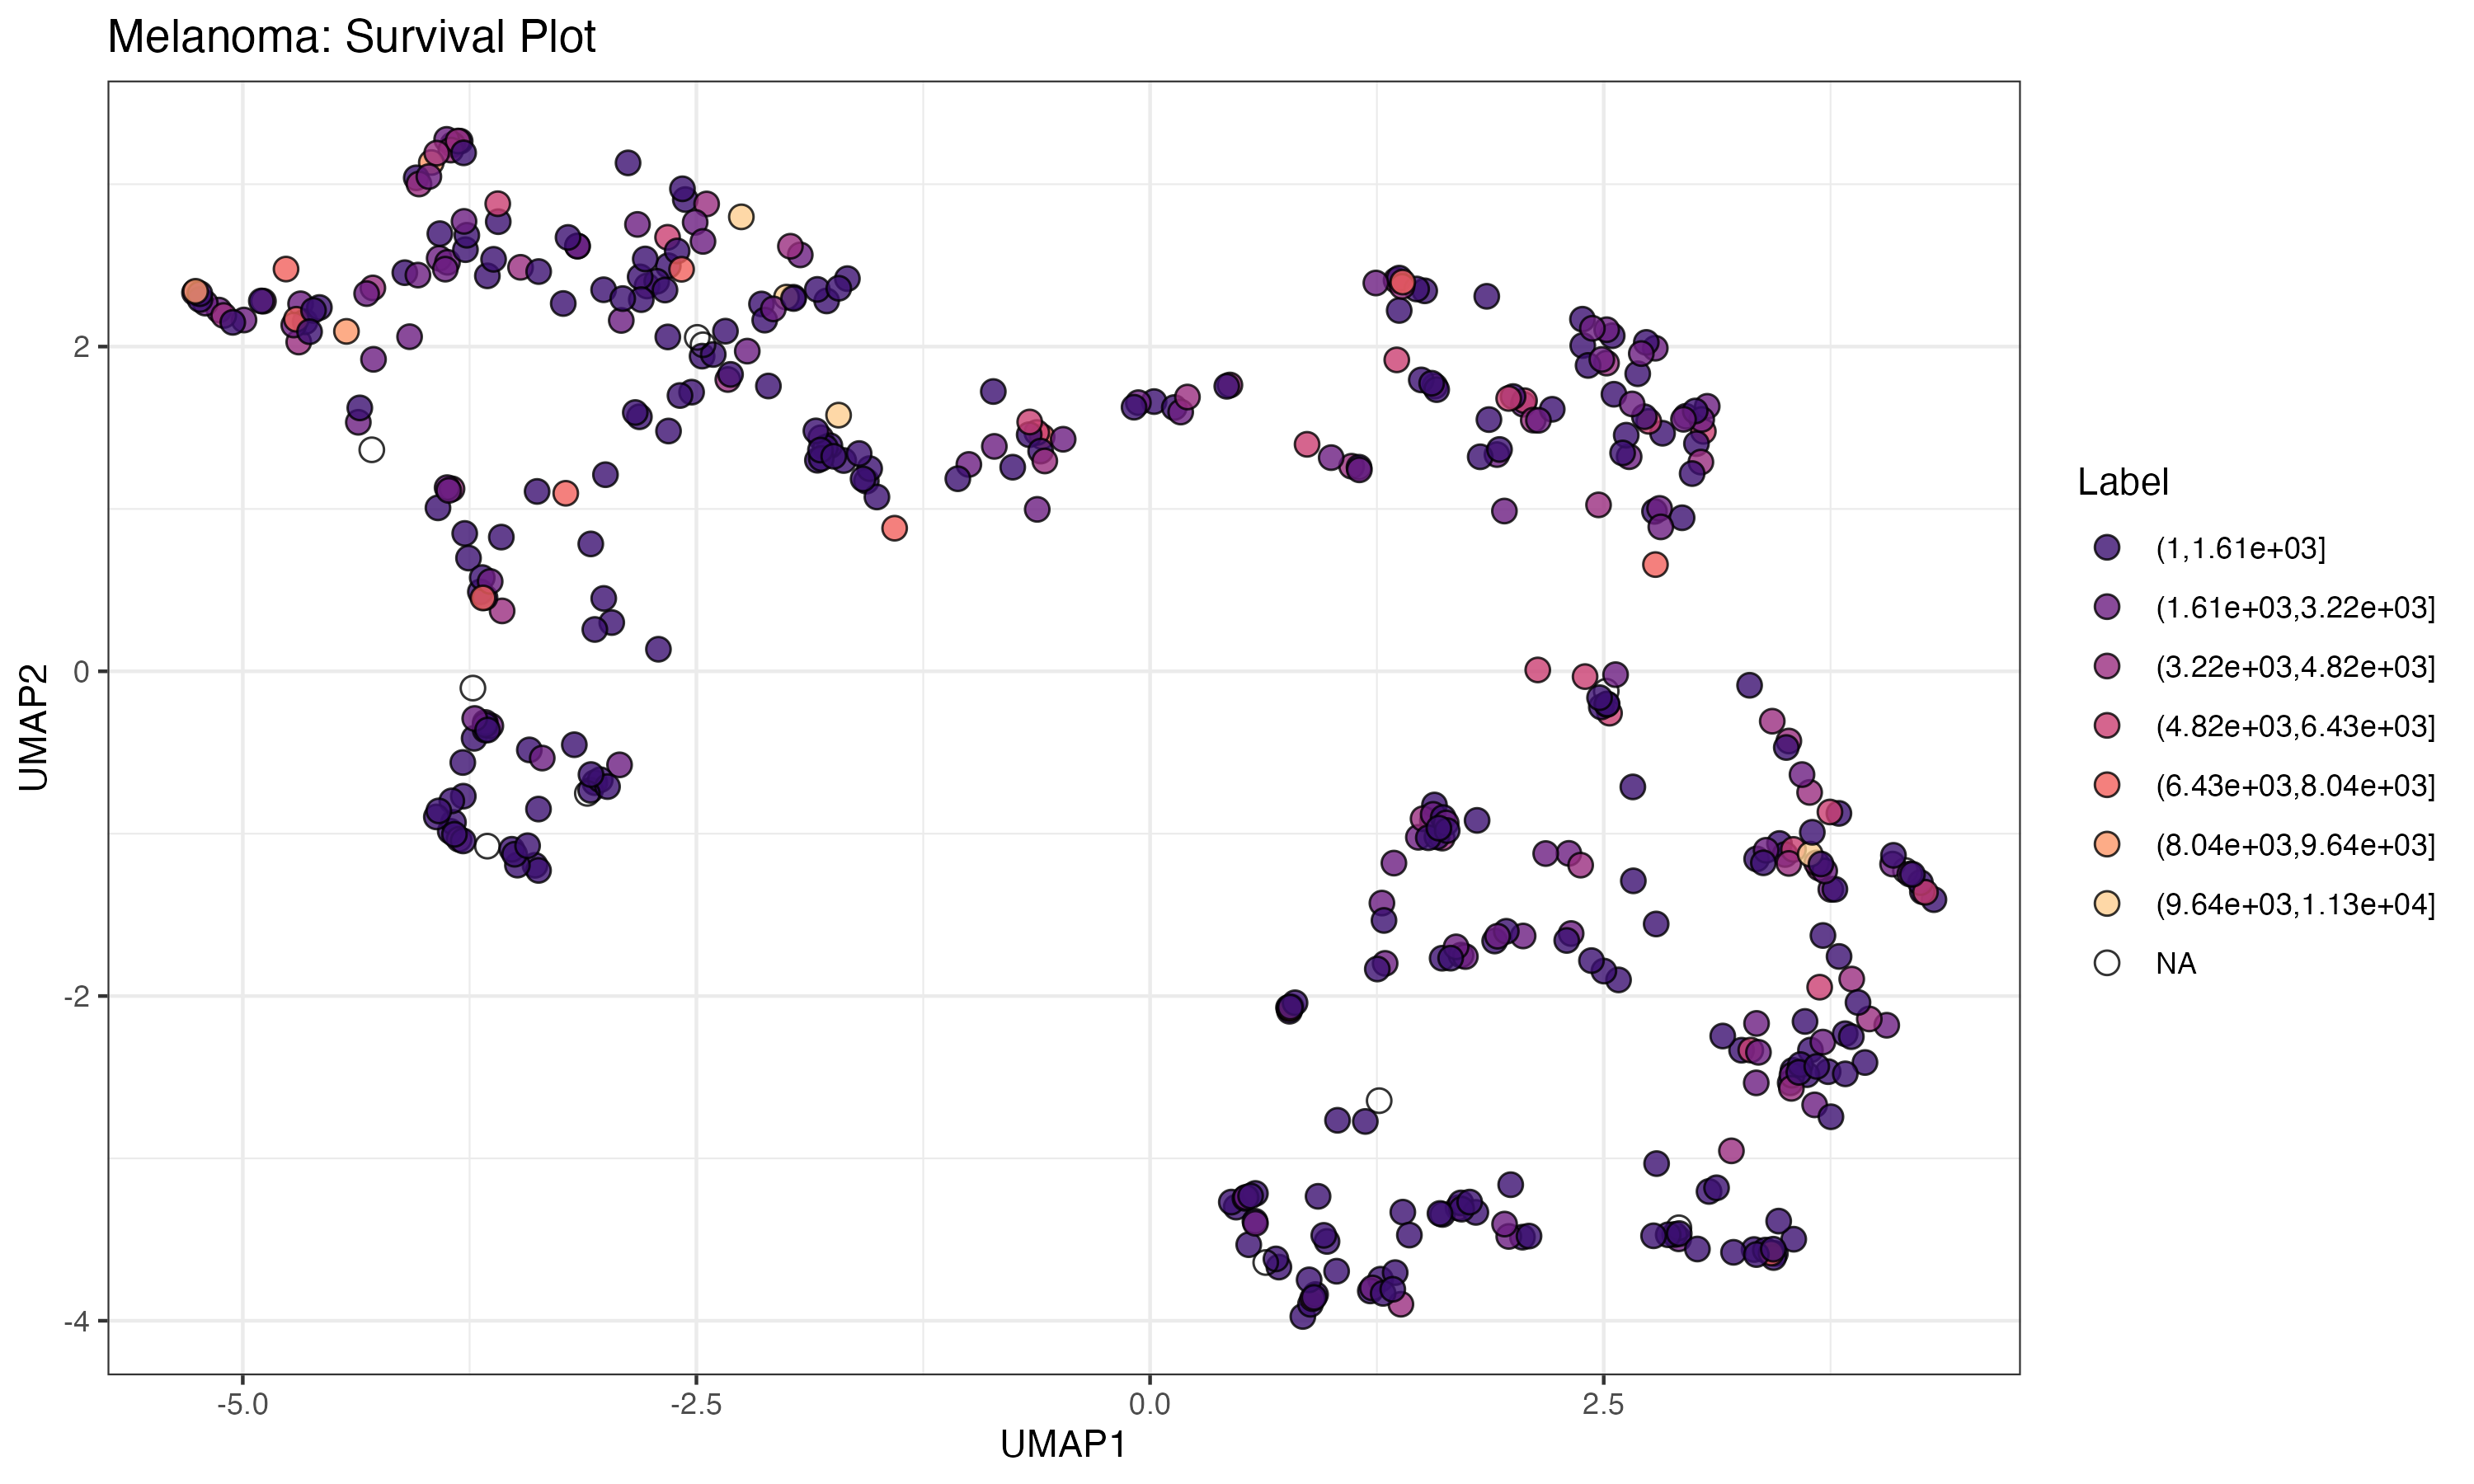 Melanoma: Survival Plot
2
0
-2
-4
-5.0
-2.5
0.0
2.5
UMAP1
UMAP2
Label
(1,1.61e+03]
(1.61e+03,3.22e+03]
(3.22e+03,4.82e+03]
(4.82e+03,6.43e+03]
(6.43e+03,8.04e+03]
(8.04e+03,9.64e+03]
(9.64e+03,1.13e+04]
NA